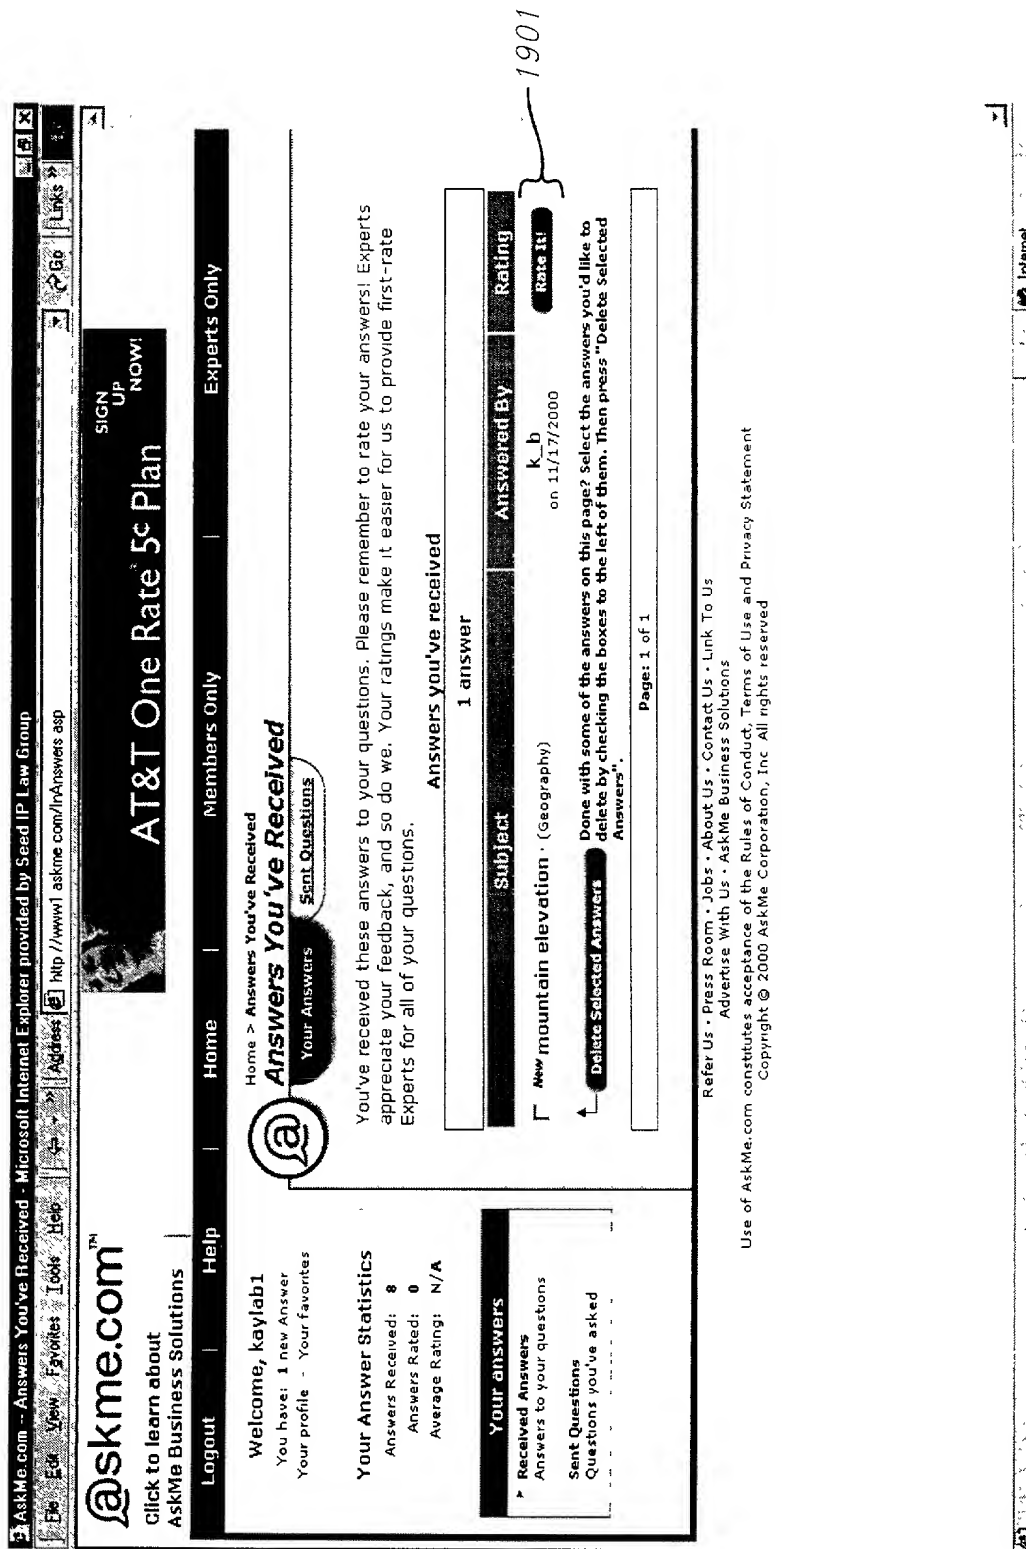 AskMe.com -- Answers You've Received - Microsoft Internet Explorer provided by Seed IP Law Group
File Edit View Favorites Tools Help
Address http //www1 askme com/InAnswers asp
Go Links »
@skme.com™
Click to learn about
AskMe Business Solutions
AT&T One Rate 5¢ Plan
SIGN
UP
NOW!
Logout | Help | Home | Members Only | Experts Only
Welcome, kaylab1
You have: 1 new Answer
Your profile - Your favorites
Your Answer Statistics
Answers Received: 8
Answers Rated: 0
Average Rating: N/A
Your answers
Received Answers
Answers to your questions
Sent Questions
Questions you've asked
@
Home > Answers You've Received
Answers You've Received
Your Answers
Sent Questions
You've received these answers to your questions. Please remember to rate your answers! Experts
appreciate your feedback, and so do we. Your ratings make it easier for us to provide first-rate
Experts for all of your questions.
Answers you've received
1 answer
Subject Answered By Rating
New mountain elevation · (Geography)
k_b
on 11/17/2000
Rate It!
1901
Delete Selected Answers
Done with some of the answers on this page? Select the answers you'd like to
delete by checking the boxes to the left of them. Then press "Delete Selected
Answers".
Page: 1 of 1
Refer Us · Press Room · Jobs · About Us · Contact Us · Link To Us
Advertise With Us · AskMe Business Solutions
Use of AskMe.com constitutes acceptance of the Rules of Conduct, Terms of Use and Privacy Statement
Copyright © 2000 AskMe Corporation, Inc All rights reserved
Internet